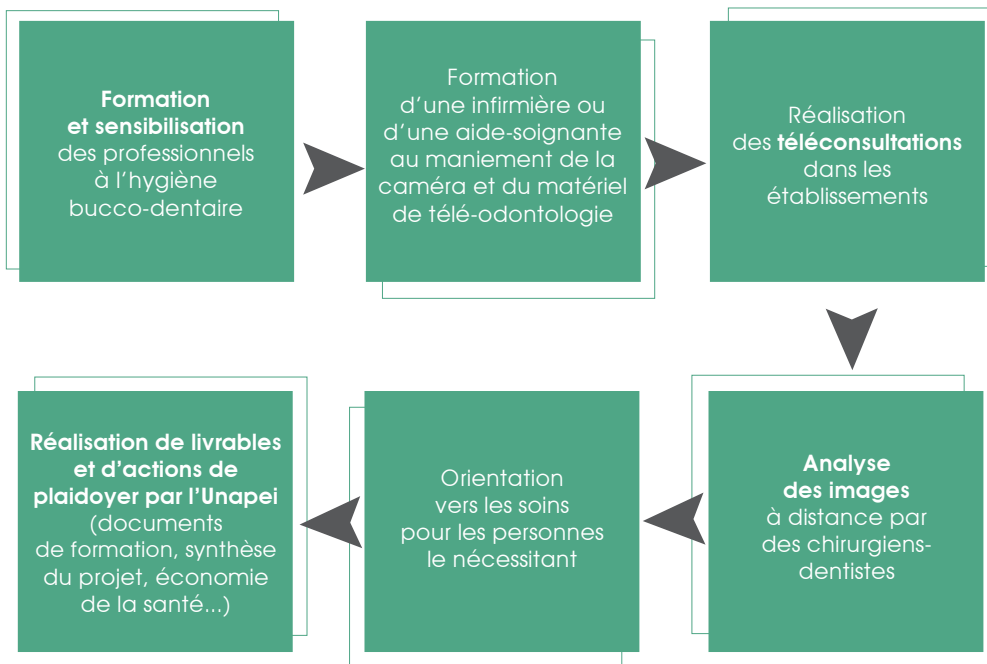 Formation
et sensibilisation
des professionnels
à l’hygiène
bucco-dentaire
Formation
d’une infirmière ou
d’une aide-soignante
au maniement de la
caméra et du matériel
de télé-odontologie
Réalisation
des téléconsultations
dans les
établissements
Analyse
des images
à distance par
des chirurgiens-
dentistes
Orientation
vers les soins
pour les personnes
le nécessitant
Réalisation de livrables
et d’actions de
plaidoyer par l’Unapei
(documents
de formation, synthèse
du projet, économie
de la santé...)